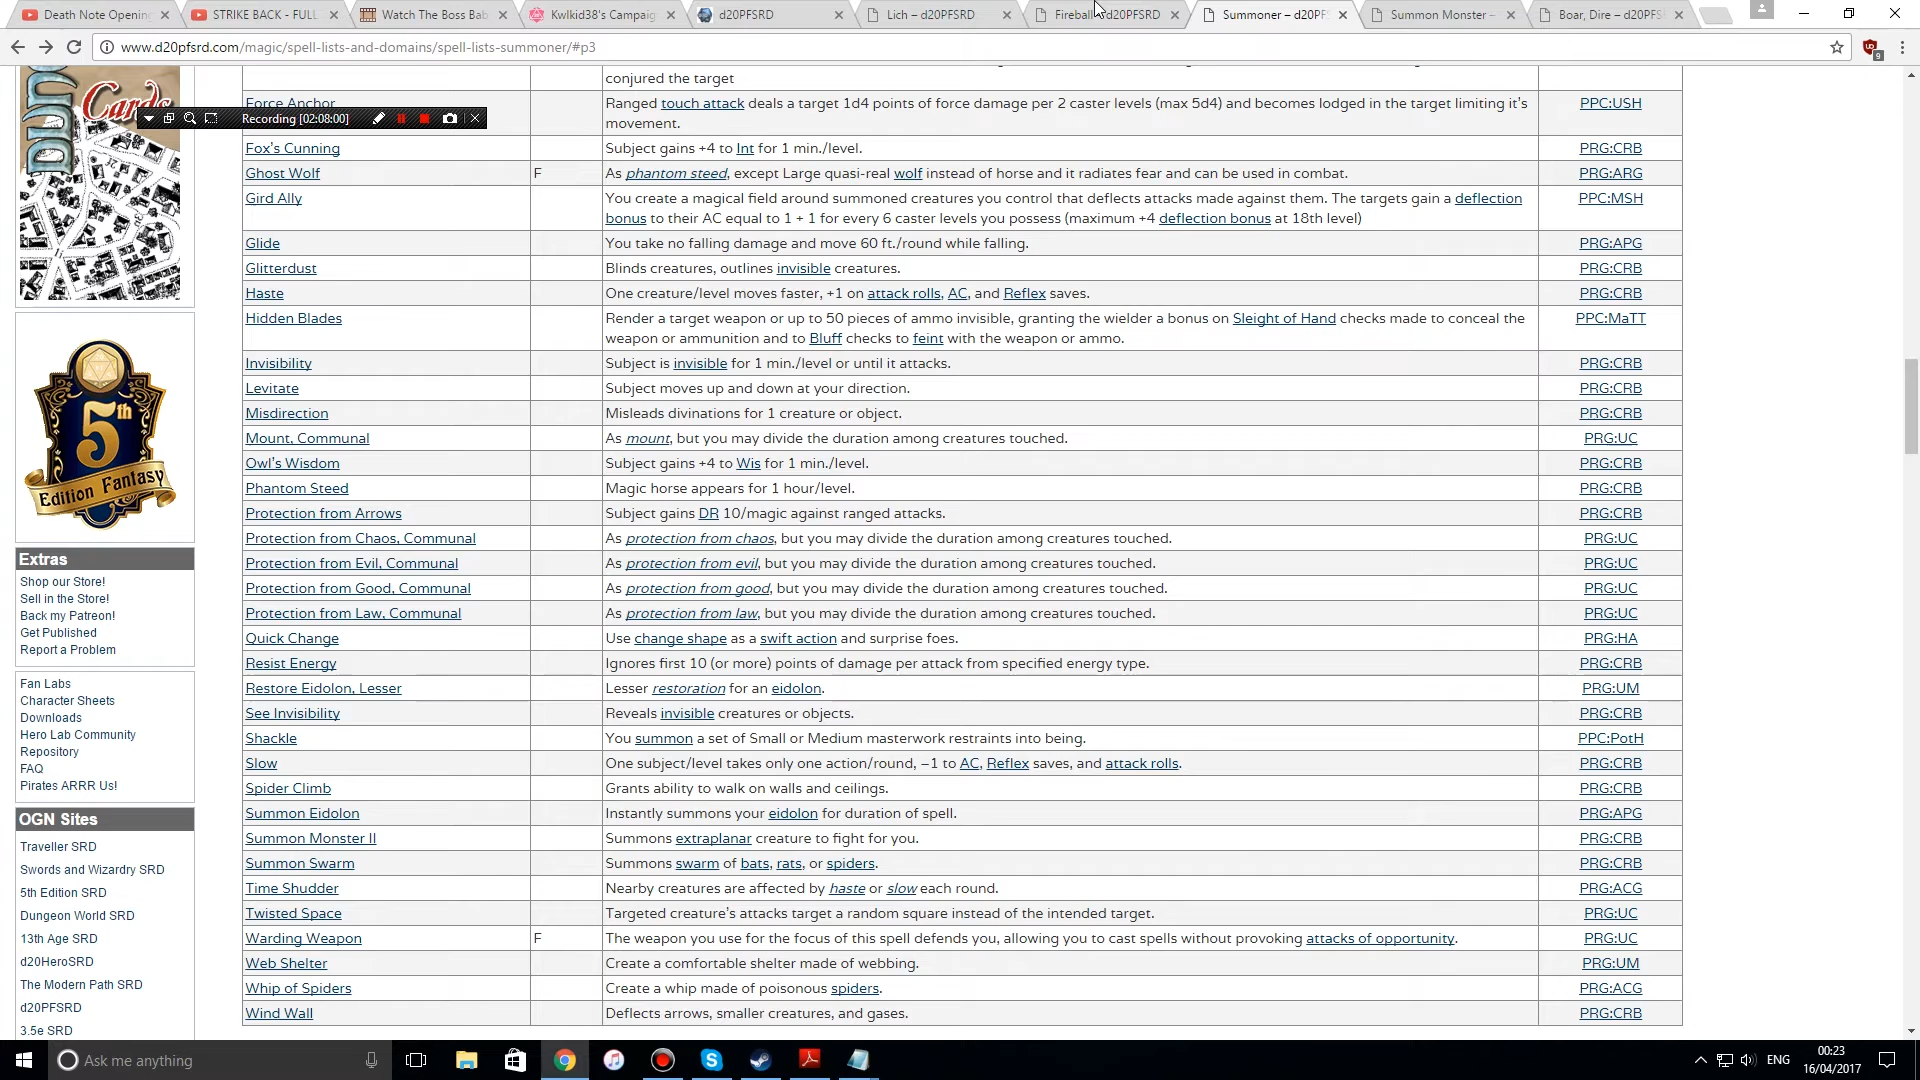 Death Note Opening
STRIKE BACK - FULL
Watch The Boss Bab
Kwlkid38's Campaig
d20PFSRD
Lich – d20PFSRD
Fireball – d20PFSRD
Summoner – d20PFS
Summon Monster –
Boar, Dire – d20PFS
www.d20pfsrd.com/magic/spell-lists-and-domains/spell-lists-summoner/#p3
9
Cards
conjured the target
Force Anchor Ranged touch attack deals a target 1d4 points of force damage per 2 caster levels (max 5d4) and becomes lodged in the target limiting it's PPC:USH
movement.
Recording [02:08:00]
Fox's Cunning Subject gains +4 to Int for 1 min./level. PRG:CRB
Ghost Wolf F As phantom steed, except Large quasi-real wolf instead of horse and it radiates fear and can be used in combat. PRG:ARG
Gird Ally You create a magical field around summoned creatures you control that deflects attacks made against them. The targets gain a deflection PPC:MSH
bonus to their AC equal to 1 + 1 for every 6 caster levels you possess (maximum +4 deflection bonus at 18th level)
Glide You take no falling damage and move 60 ft./round while falling. PRG:APG
Glitterdust Blinds creatures, outlines invisible creatures. PRG:CRB
Haste One creature/level moves faster, +1 on attack rolls, AC, and Reflex saves. PRG:CRB
Hidden Blades Render a target weapon or up to 50 pieces of ammo invisible, granting the wielder a bonus on Sleight of Hand checks made to conceal the PPC:MaTT
weapon or ammunition and to Bluff checks to feint with the weapon or ammo.
Invisibility Subject is invisible for 1 min./level or until it attacks. PRG:CRB
Levitate Subject moves up and down at your direction. PRG:CRB
Misdirection Misleads divinations for 1 creature or object. PRG:CRB
Mount, Communal As mount, but you may divide the duration among creatures touched. PRG:UC
Owl's Wisdom Subject gains +4 to Wis for 1 min./level. PRG:CRB
Phantom Steed Magic horse appears for 1 hour/level. PRG:CRB
Protection from Arrows Subject gains DR 10/magic against ranged attacks. PRG:CRB
Protection from Chaos, Communal As protection from chaos, but you may divide the duration among creatures touched. PRG:UC
Protection from Evil, Communal As protection from evil, but you may divide the duration among creatures touched. PRG:UC
Protection from Good, Communal As protection from good, but you may divide the duration among creatures touched. PRG:UC
Protection from Law, Communal As protection from law, but you may divide the duration among creatures touched. PRG:UC
Quick Change Use change shape as a swift action and surprise foes. PRG:HA
Resist Energy Ignores first 10 (or more) points of damage per attack from specified energy type. PRG:CRB
Restore Eidolon, Lesser Lesser restoration for an eidolon. PRG:UM
See Invisibility Reveals invisible creatures or objects. PRG:CRB
Shackle You summon a set of Small or Medium masterwork restraints into being. PPC:PotH
Slow One subject/level takes only one action/round, –1 to AC, Reflex saves, and attack rolls. PRG:CRB
Spider Climb Grants ability to walk on walls and ceilings. PRG:CRB
Summon Eidolon Instantly summons your eidolon for duration of spell. PRG:APG
Summon Monster II Summons extraplanar creature to fight for you. PRG:CRB
Summon Swarm Summons swarm of bats, rats, or spiders. PRG:CRB
Time Shudder Nearby creatures are affected by haste or slow each round. PRG:ACG
Twisted Space Targeted creature's attacks target a random square instead of the intended target. PRG:UC
Warding Weapon F The weapon you use for the focus of this spell defends you, allowing you to cast spells without provoking attacks of opportunity. PRG:UC
Web Shelter Create a comfortable shelter made of webbing. PRG:UM
Whip of Spiders Create a whip made of poisonous spiders. PRG:ACG
Wind Wall Deflects arrows, smaller creatures, and gases. PRG:CRB
5th
Edition Fantasy
Extras
Shop our Store!
Sell in the Store!
Back my Patreon!
Get Published
Report a Problem
Fan Labs
Character Sheets
Downloads
Hero Lab Community
Repository
FAQ
Pirates ARRR Us!
OGN Sites
Traveller SRD
Swords and Wizardry SRD
5th Edition SRD
Dungeon World SRD
13th Age SRD
d20HeroSRD
The Modern Path SRD
d20PFSRD
3.5e SRD
Ask me anything
ENG
00:23
16/04/2017